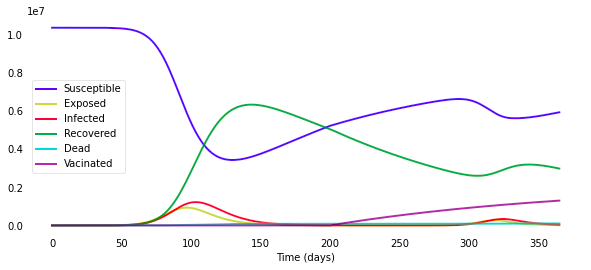 1e7
1.0
0.8
0.6
0.4
0.2
0.0
Susceptible
Exposed
Infected
Recovered
Dead
Vacinated
0 50 100 150 200 250 300 350
Time (days)